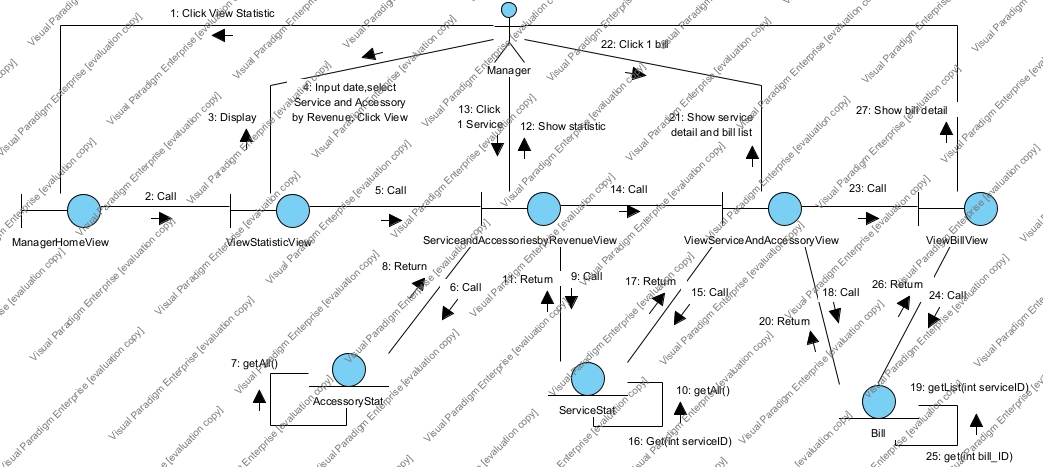 1: Click View Statistic
22: Click 1 bill
Manager
4: Input date,select
Service and Accessory
by Revenue, Click View
3: Display
13: Click
1 Service
12: Show statistic
21: Show service
detail and bill list
27: Show bill detail
2: Call
5: Call
14: Call
23: Call
ManagerHomeView
ViewStatisticView
ServiceandAccessoriesbyRevenueView
ViewServiceAndAccessoryView
ViewBillView
8: Return
6: Call
11: Return
9: Call
17: Return
15: Call
18: Call
20: Return
26: Return
24: Call
7: getAll()
AccessoryStat
ServiceStat
10: getAll()
16: Get(int serviceID)
19: getList(int serviceID)
Bill
25: get(int bill_ID)
Visual Paradigm Enterprise [evaluation copy]